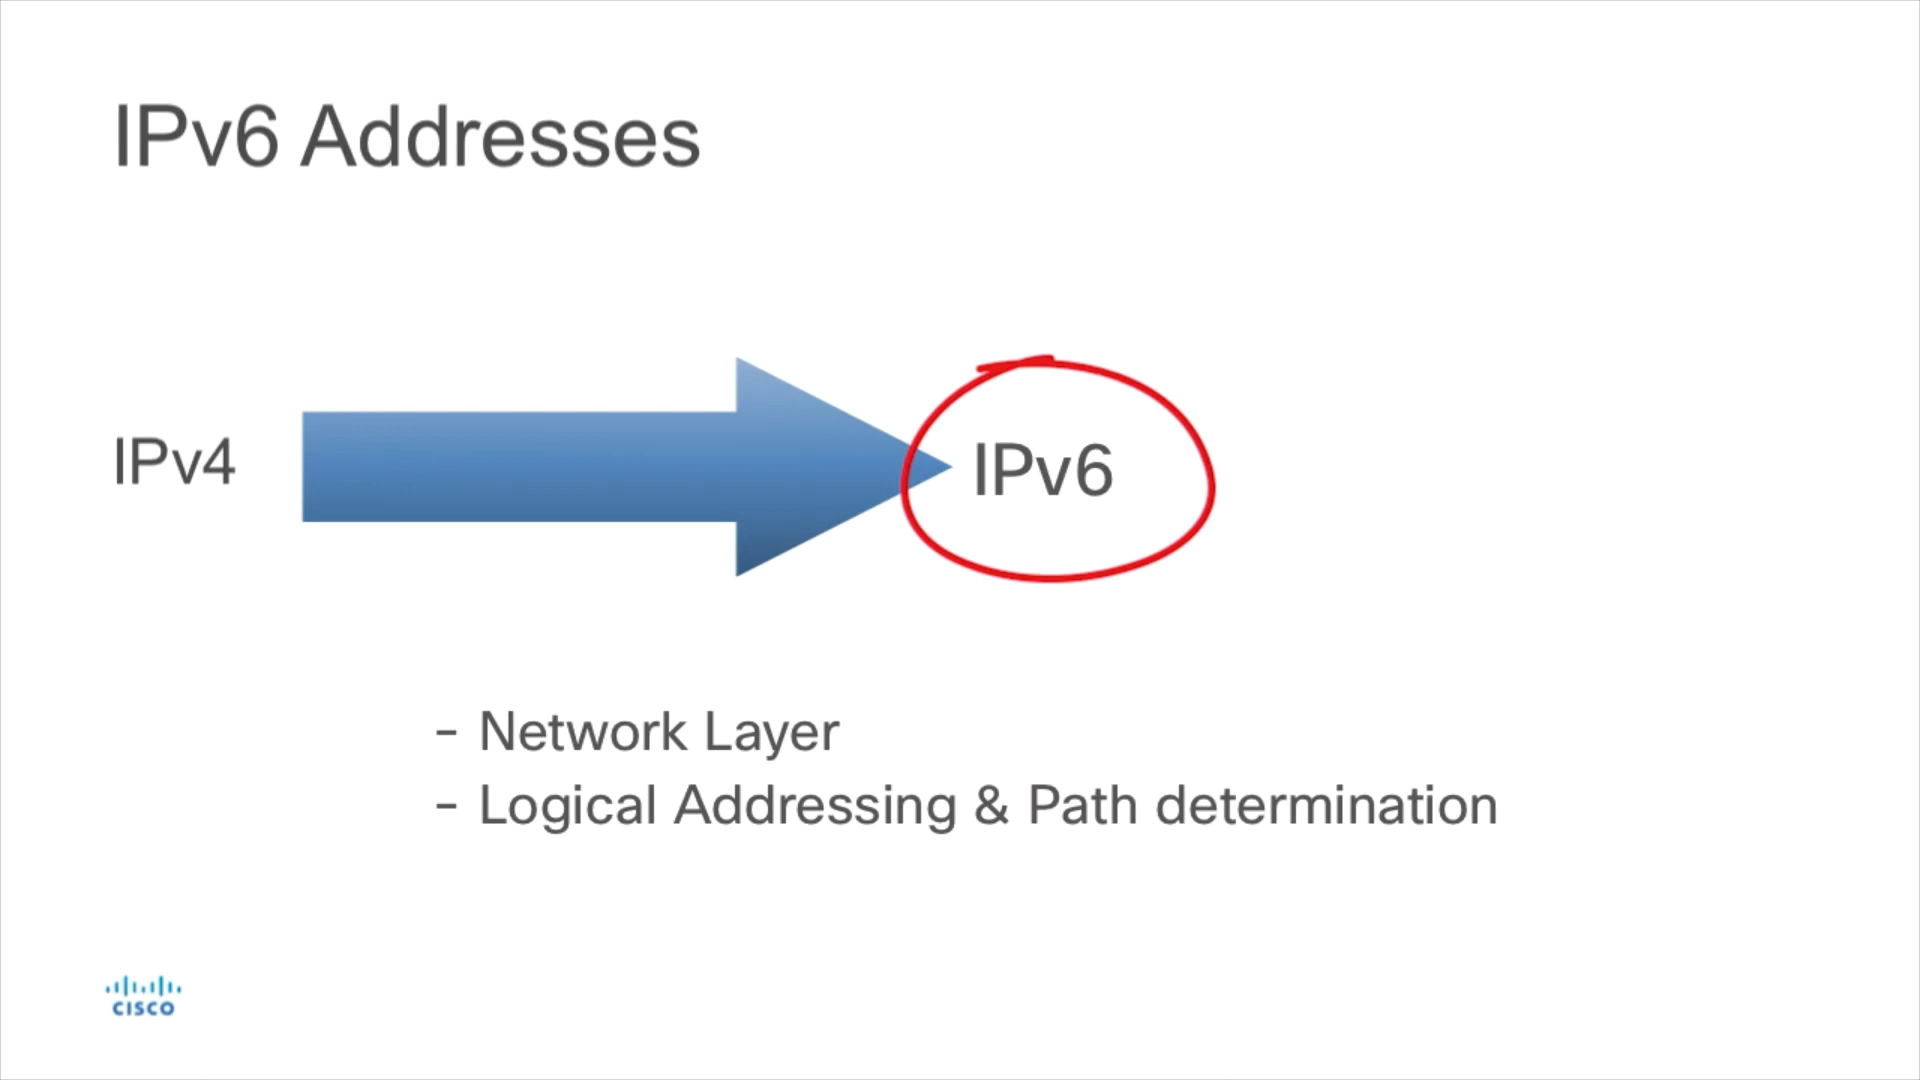 IPv6 Addresses
IPv4
IPv6
- Network Layer
- Logical Addressing & Path determination
CISCO